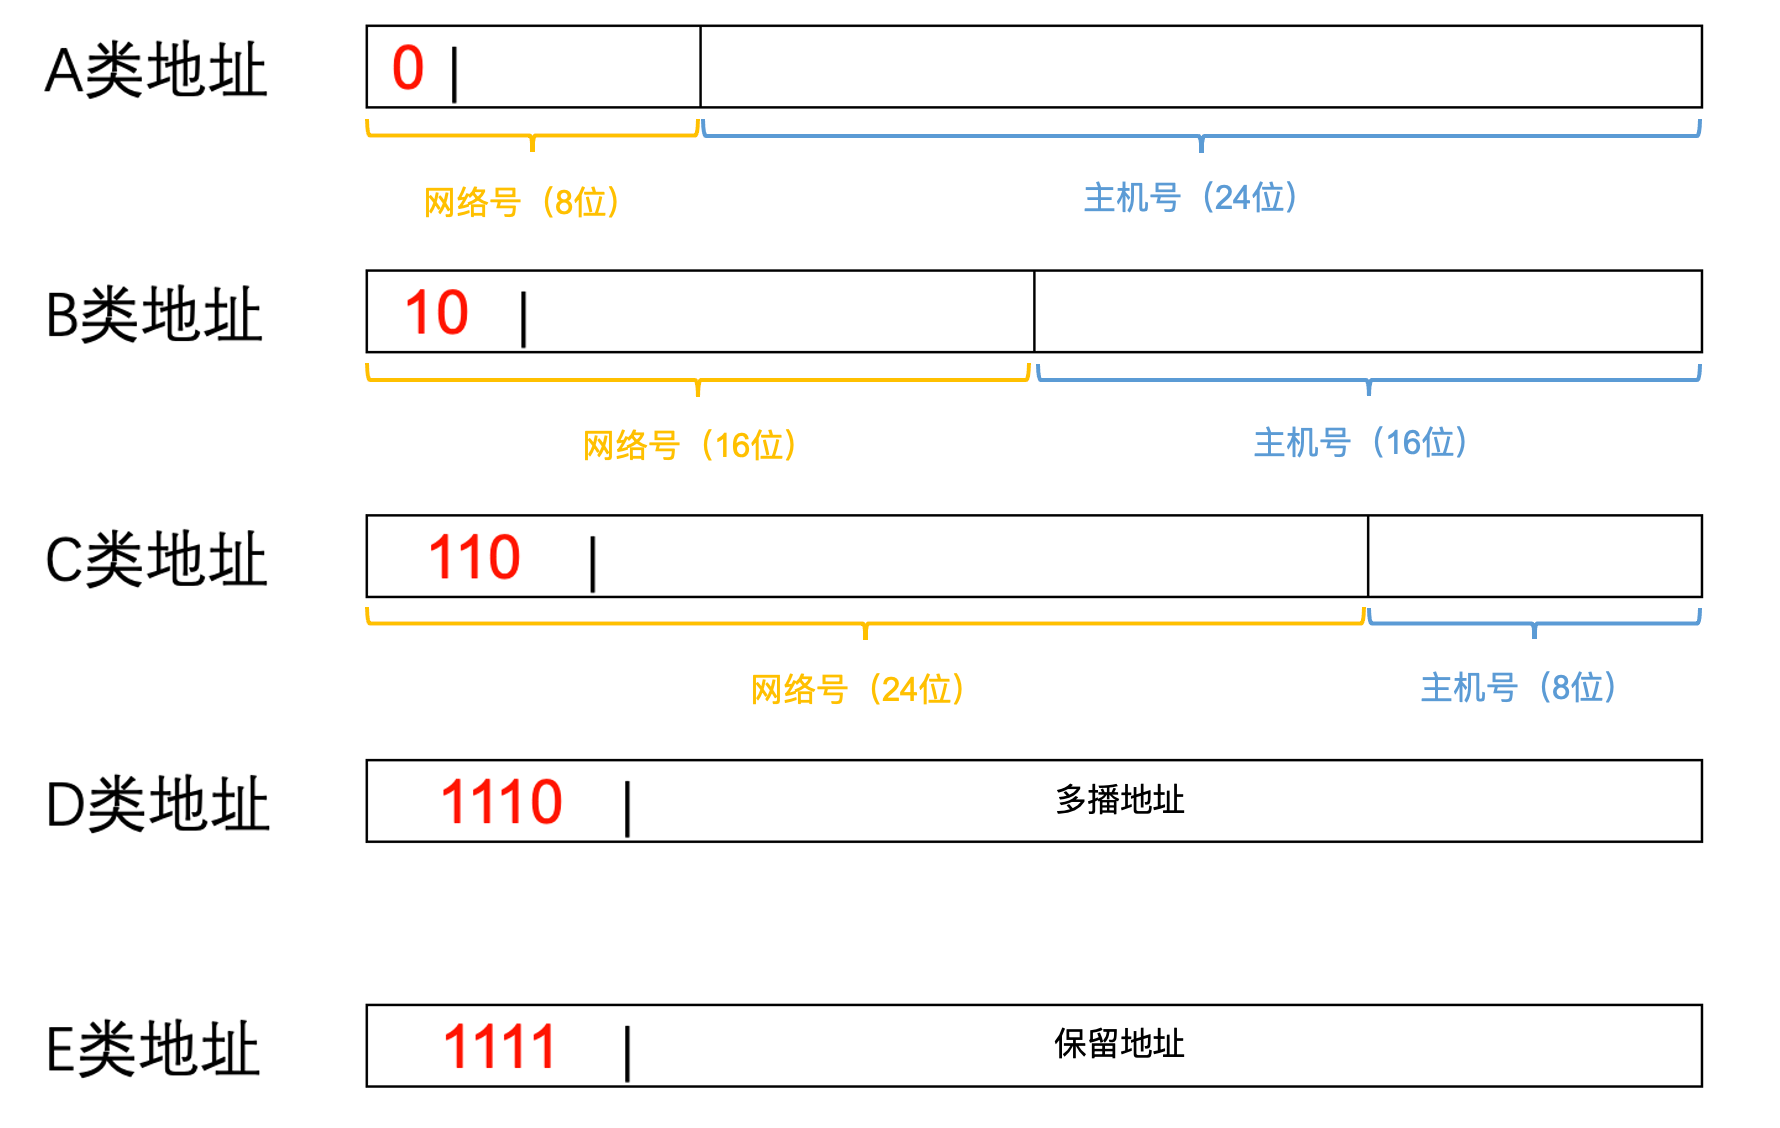 A类地址
0
网络号（8位）
主机号（24位）
B类地址
10
网络号（16位）
主机号（16位）
C类地址
110
网络号（24位）
主机号（8位）
D类地址
1110
多播地址
E类地址
1111
保留地址